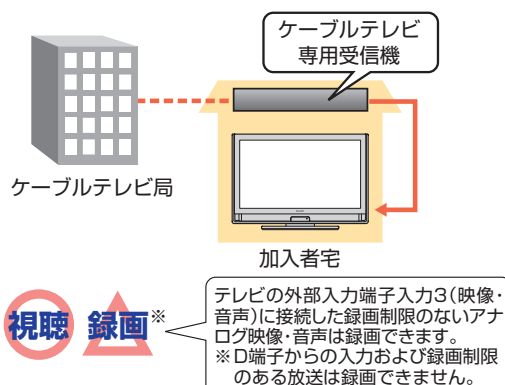 ケーブルテレビ
専用受信機
ケーブルテレビ局
加入者宅
視聴 録画※
テレビの外部入力端子入力3(映像・
音声)に接続した録画制限のないアナ
ログ映像・音声は録画できます。
※D端子からの入力および録画制限
のある放送は録画できません。